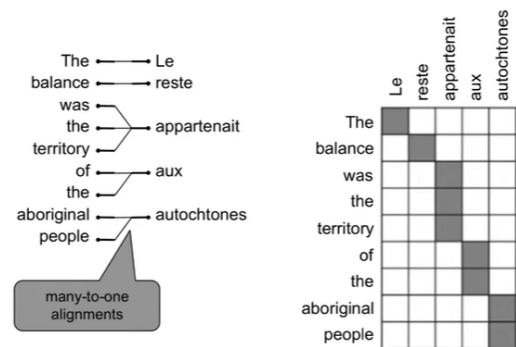 The Le
balance reste
was
the appartenait
territory
of aux
the
aboriginal autochtones
people
many-to-one
alignments
Le
reste
appartenait
aux
autochtones
The
balance
was
the
territory
of
the
aboriginal
people